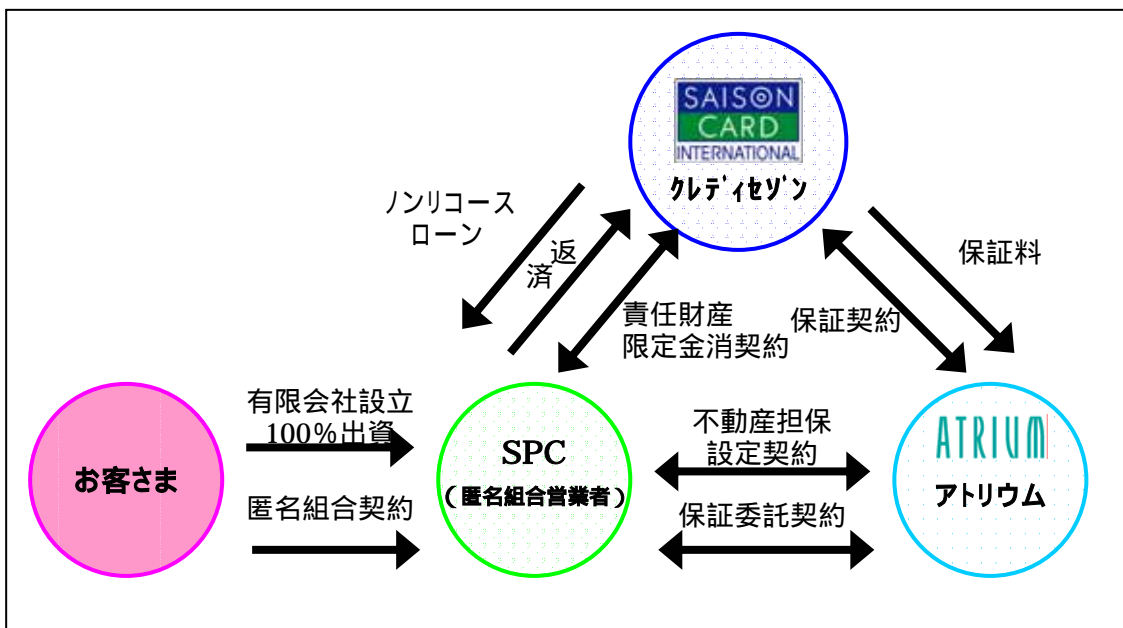 SAISON
CARD
INTERNATIONAL
クレディセゾン
ノンリコース
ローン
返済
責任財産
限定金消契約
保証契約
保証料
お客さま
有限会社設立
100%出資
匿名組合契約
SPC
(匿名組合営業者)
不動産担保
設定契約
保証委託契約
ATRIUM
アトリウム